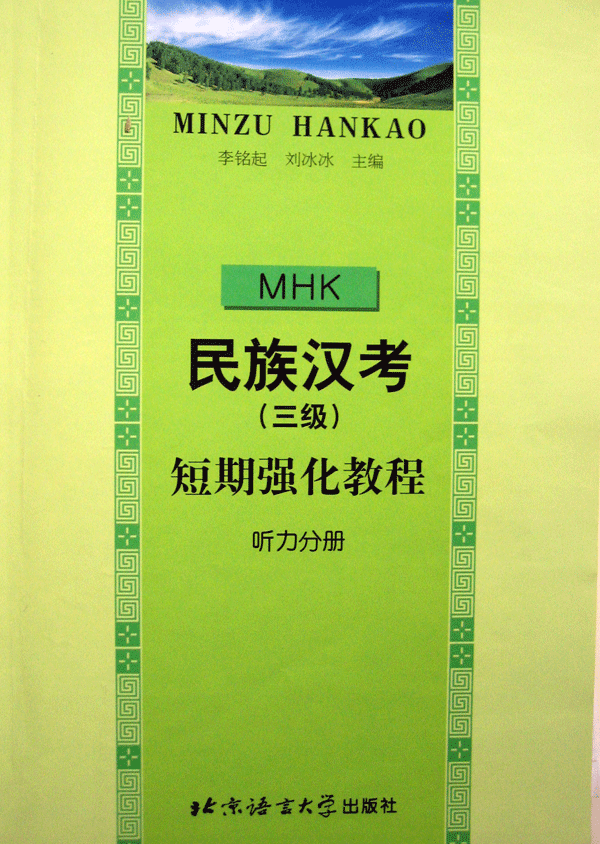 MINZU HANKAO
李铭起 刘冰冰 主编
MHK
民族汉考
（三级）
短期强化教程
听力分册
北京语言大学出版社